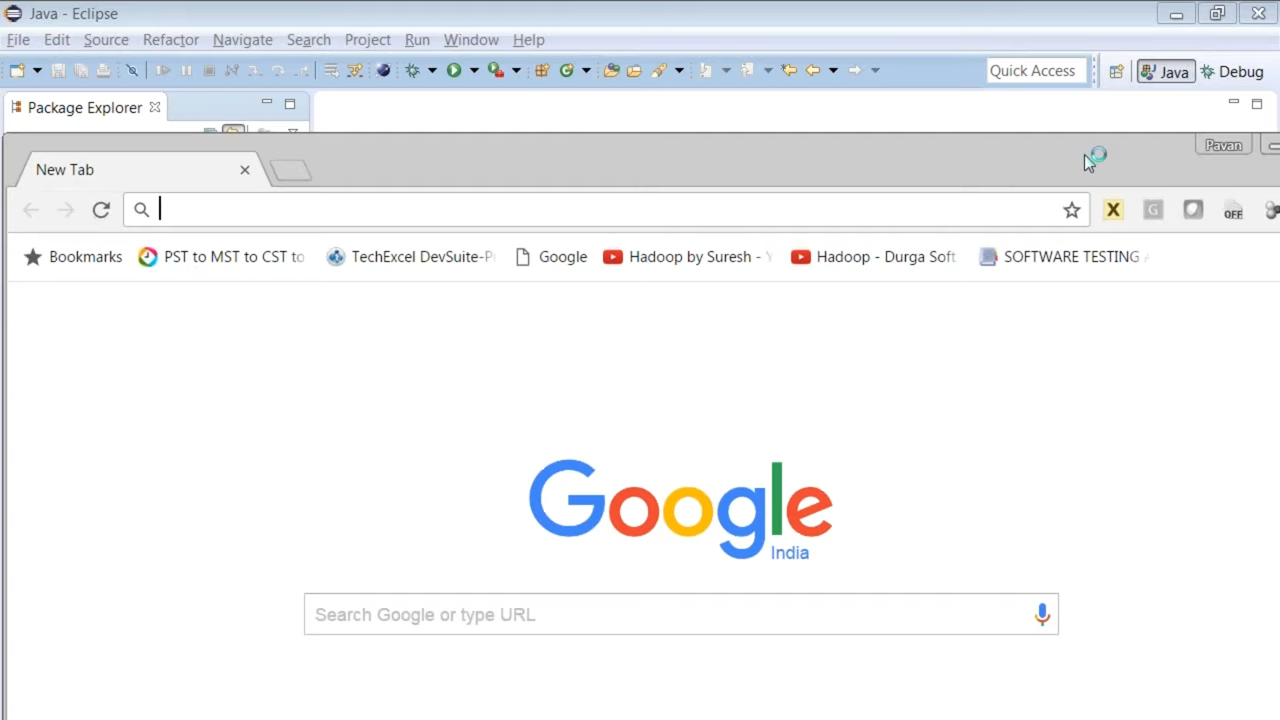 Java - Eclipse
File Edit Source Refactor Navigate Search Project Run Window Help
Quick Access Java Debug
Package Explorer
Pavan
New Tab
X G OFF
Bookmarks PST to MST to CST to TechExcel DevSuite-P Google Hadoop by Suresh - Y Hadoop - Durga Soft SOFTWARE TESTING
Google
India
Search Google or type URL